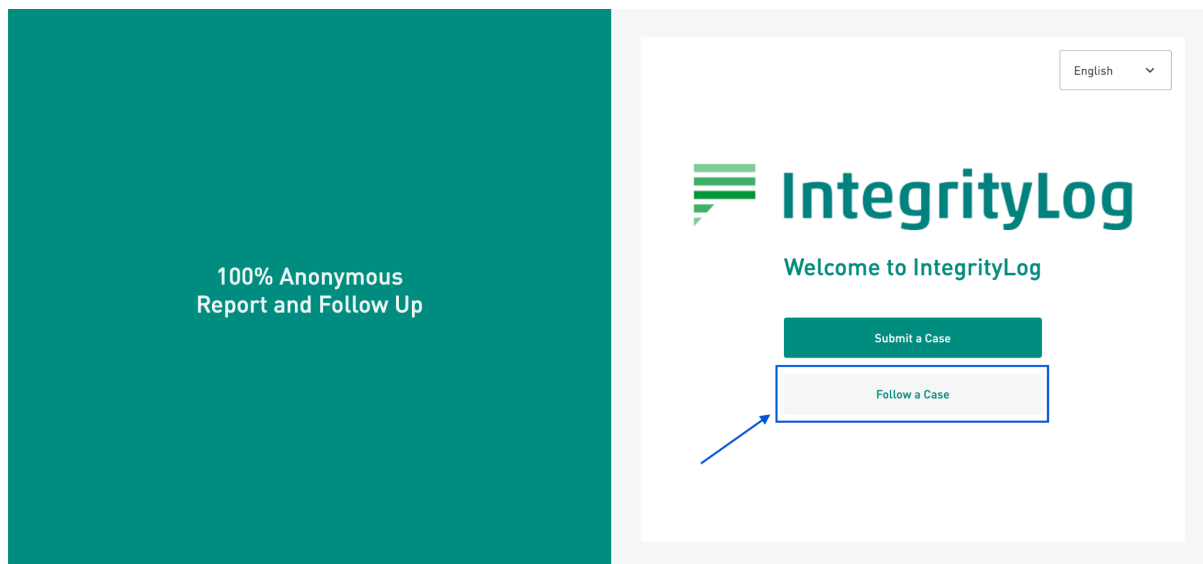 100% Anonymous
Report and Follow Up
English
IntegrityLog
Welcome to IntegrityLog
Submit a Case
Follow a Case